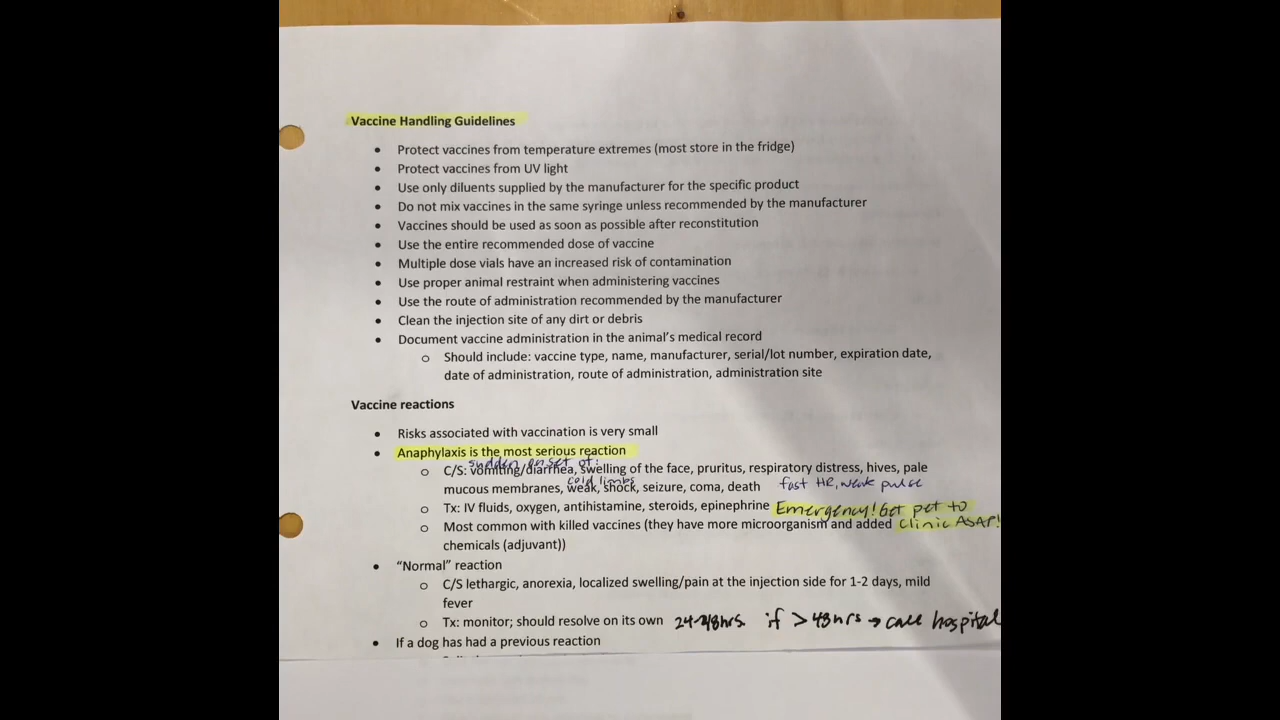 Vaccine Handling Guidelines
• Protect vaccines from temperature extremes (most store in the fridge)
• Protect vaccines from UV light
• Use only diluents supplied by the manufacturer for the specific product
• Do not mix vaccines in the same syringe unless recommended by the manufacturer
• Vaccines should be used as soon as possible after reconstitution
• Use the entire recommended dose of vaccine
• Multiple dose vials have an increased risk of contamination
• Use proper animal restraint when administering vaccines
• Use the route of administration recommended by the manufacturer
• Clean the injection site of any dirt or debris
• Document vaccine administration in the animal's medical record
o Should include: vaccine type, name, manufacturer, serial/lot number, expiration date,
date of administration, route of administration, administration site
Vaccine reactions
• Risks associated with vaccination is very small
• Anaphylaxis is the most serious reaction
sudden onset of:
o C/S: vomiting/diarrhea, swelling of the face, pruritus, respiratory distress, hives, pale
cold limbs
mucous membranes, weak, shock, seizure, coma, death fast HR, weak pulse
o Tx: IV fluids, oxygen, antihistamine, steroids, epinephrine Emergency! Get pet to
o Most common with killed vaccines (they have more microorganism and added Clinic ASAP!
chemicals (adjuvant))
• "Normal" reaction
o C/S lethargic, anorexia, localized swelling/pain at the injection side for 1-2 days, mild
fever
o Tx: monitor; should resolve on its own 24-48hrs. if >48hrs → call hospital
• If a dog has had a previous reaction